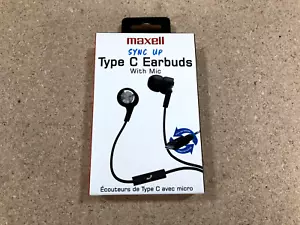 maxell
SYNC UP
Type C Earbuds
With Mic
Écouteurs de Type C avec micro